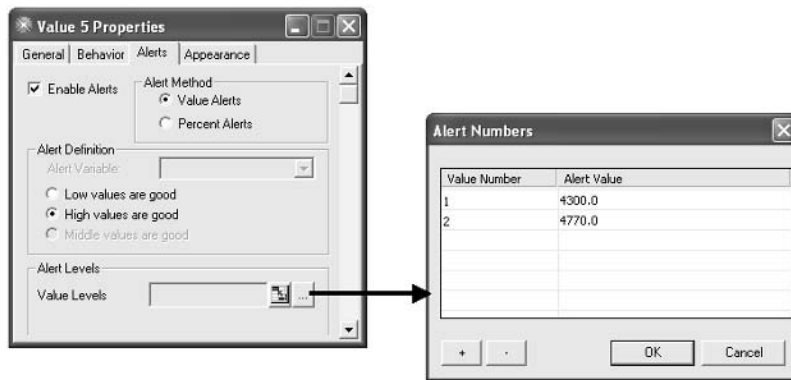 Value 5 Properties
General Behavior Alerts Appearance
Enable Alerts
Alert Method
Value Alerts
Percent Alerts
Alert Definition
Alert Variable:
Low values are good
High values are good
Middle values are good
Alert Levels
Value Levels ...
Alert Numbers
Value Number Alert Value
1 4300.0
2 4770.0
+ -
OK Cancel